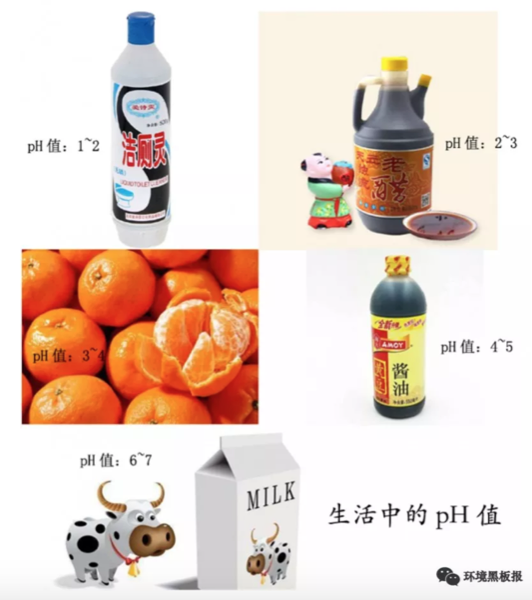 pH 值：1~2
洁厕灵
pH 值：2~3
老
醋
pH 值：3~4
AMOY
酱油
pH 值：4~5
pH 值：6~7
MILK
生活中的 pH 值
环境黑板报